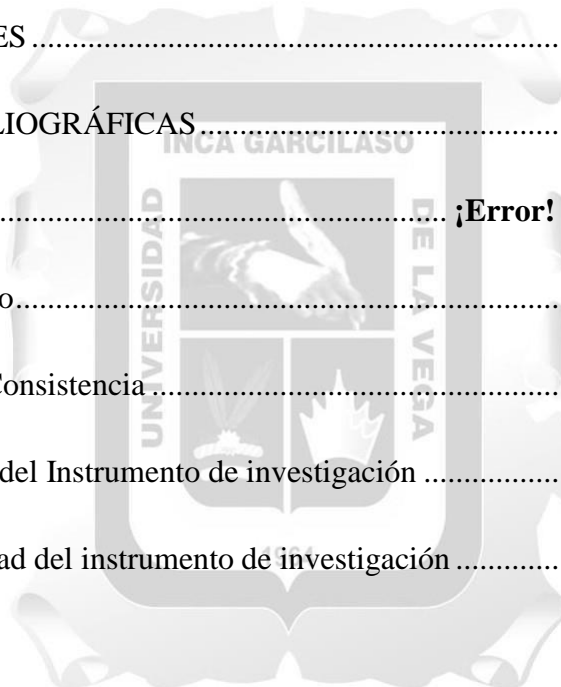 ES ..........................................................
LIOGRÁFICAS ..................................................
INCA GARCILASO
.......................................................... ¡Error!
UNIVERSIDAD
DE LA VEGA
o ..........................................................
Consistencia ..................................................
del Instrumento de investigación ................
1964
ad del instrumento de investigación .............